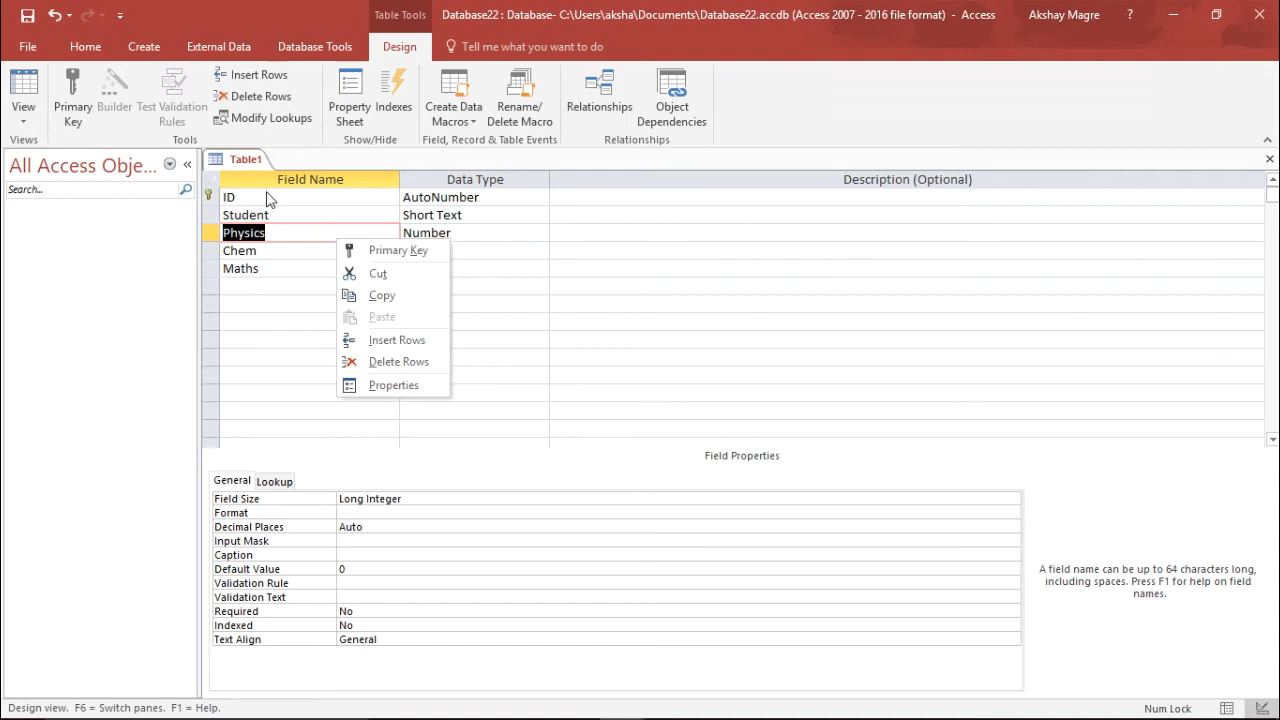 Table Tools
Database22 : Database- C:\Users\aksha\Documents\Database22.accdb (Access 2007 - 2016 file format) - Access
Akshay Magre
?
File
Home
Create
External Data
Database Tools
Design
Tell me what you want to do
View
Primary Key
Builder
Test Validation Rules
Insert Rows
Delete Rows
Modify Lookups
Property Sheet
Indexes
Create Data Macros
Rename/ Delete Macro
Relationships
Object Dependencies
Views
Tools
Show/Hide
Field, Record & Table Events
Relationships
All Access Obje...
Search...
Table1
Field Name
Data Type
Description (Optional)
ID
AutoNumber
Student
Short Text
Physics
Number
Chem
Maths
Primary Key
Cut
Copy
Paste
Insert Rows
Delete Rows
Properties
Field Properties
General
Lookup
Field Size
Long Integer
Format
Decimal Places
Auto
Input Mask
Caption
Default Value
0
Validation Rule
Validation Text
Required
No
Indexed
No
Text Align
General
A field name can be up to 64 characters long,
including spaces. Press F1 for help on field
names.
Design view. F6 = Switch panes. F1 = Help.
Num Lock